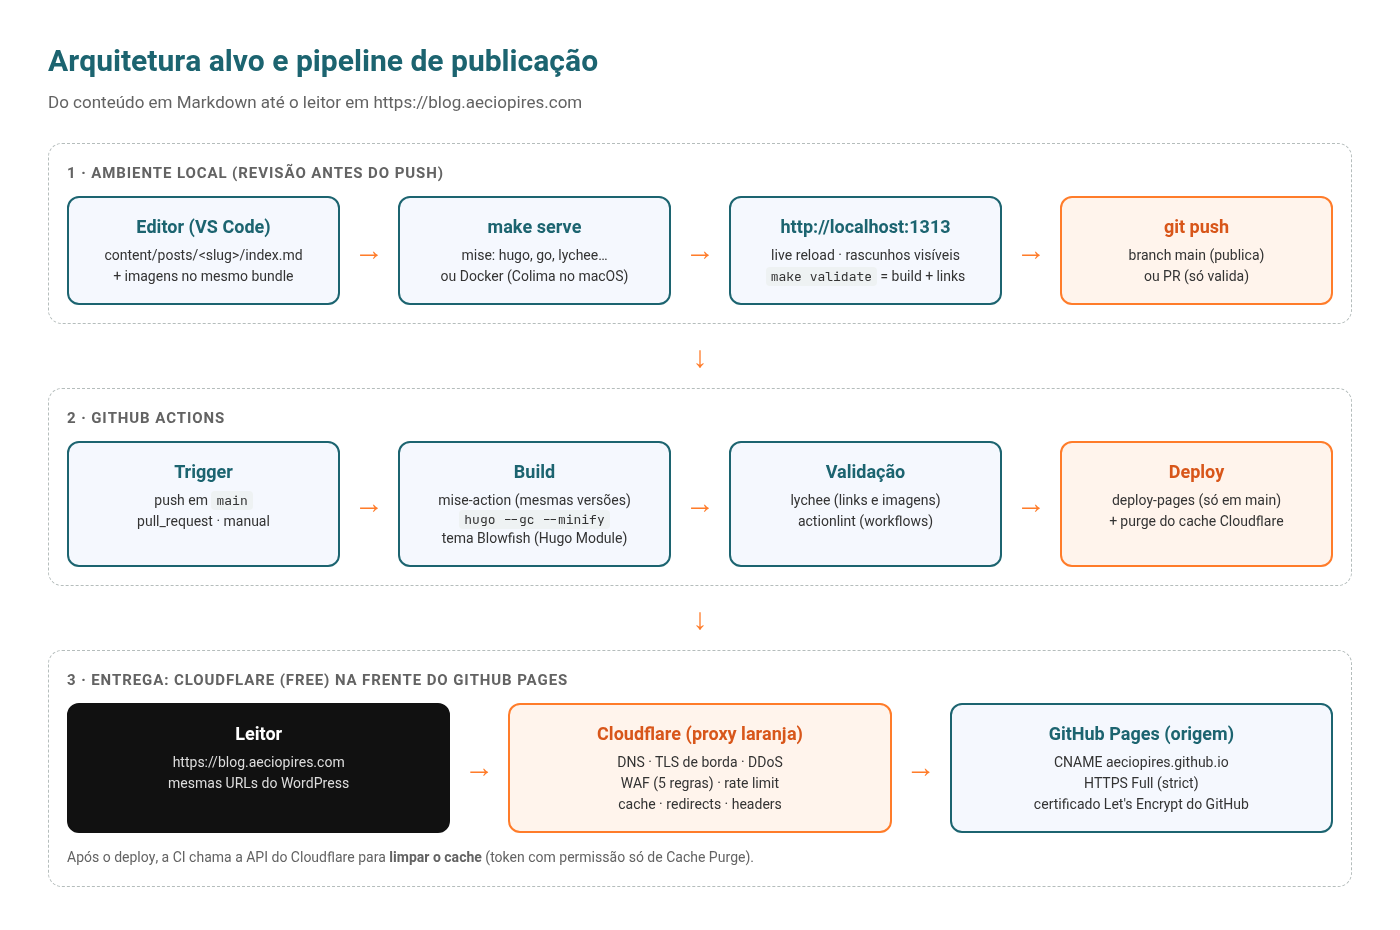 Arquitetura alvo e pipeline de publicação
Do conteúdo em Markdown até o leitor em https://blog.aeciopires.com
1 · AMBIENTE LOCAL (REVISÃO ANTES DO PUSH)
Editor (VS Code)
content/posts/<slug>/index.md
+ imagens no mesmo bundle
→
make serve
mise: hugo, go, lychee...
ou Docker (Colima no macOS)
→
http://localhost:1313
live reload · rascunhos visíveis
make validate = build + links
→
git push
branch main (publica)
ou PR (só valida)
↓
2 · GITHUB ACTIONS
Trigger
push em main
pull_request · manual
→
Build
mise-action (mesmas versões)
hugo --gc --minify
tema Blowfish (Hugo Module)
→
Validação
lychee (links e imagens)
actionlint (workflows)
→
Deploy
deploy-pages (só em main)
+ purge do cache Cloudflare
↓
3 · ENTREGA: CLOUDFLARE (FREE) NA FRENTE DO GITHUB PAGES
Leitor
https://blog.aeciopires.com
mesmas URLs do WordPress
→
Cloudflare (proxy laranja)
DNS · TLS de borda · DDoS
WAF (5 regras) · rate limit
cache · redirects · headers
→
GitHub Pages (origem)
CNAME aeciopires.github.io
HTTPS Full (strict)
certificado Let's Encrypt do GitHub
Após o deploy, a CI chama a API do Cloudflare para limpar o cache (token com permissão só de Cache Purge).